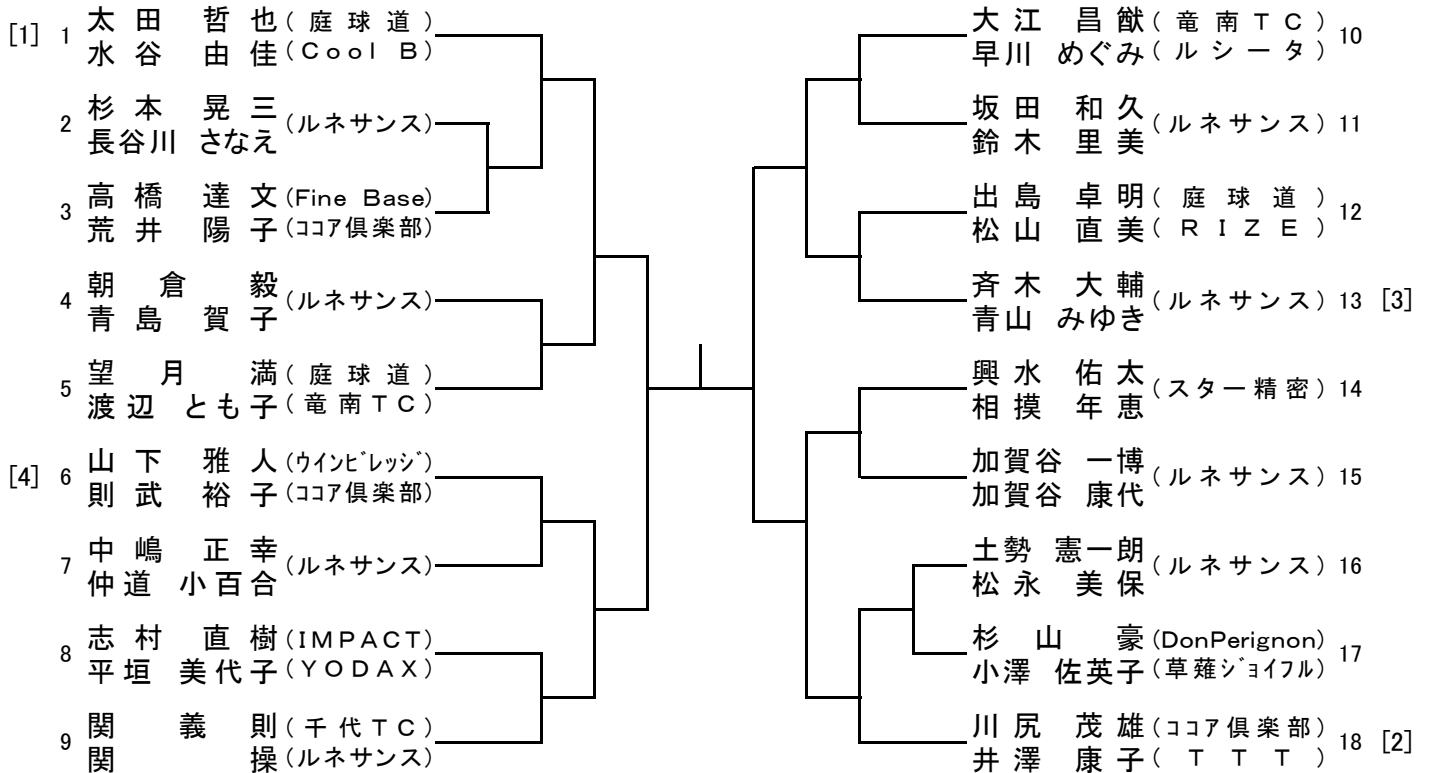 [1] 1 太田 哲也 (庭球道)
水谷 由佳 (Cool B)
2 杉本 晃三 (ルネサンス)
長谷川 さなえ
3 高橋 達文 (Fine Base)
荒井 陽子 (ココア倶楽部)
4 朝倉 毅 (ルネサンス)
青島 賀子
5 望月 満 (庭球道)
渡辺 とも子 (竜南TC)
[4] 6 山下 雅人 (ウインビレッジ)
則武 裕子 (ココア倶楽部)
7 中嶋 正幸 (ルネサンス)
仲道 小百合
8 志村 直樹 (IMPACT)
平垣 美代子 (YODAX)
9 関 義則 (千代TC)
関 操 (ルネサンス)
大江 昌猷 (竜南TC) 10
早川 めぐみ (ルシータ)
坂田 和久 (ルネサンス) 11
鈴木 里美
出島 卓明 (庭球道) 12
松山 直美 (RIZE)
斉木 大輔 (ルネサンス) 13 [3]
青山 みゆき
興水 佑太 (スター精密) 14
相摸 年恵
加賀谷 一博 (ルネサンス) 15
加賀谷 康代
土勢 憲一朗 (ルネサンス) 16
松永 美保
杉山 豪 (DonPerignon) 17
小澤 佐英子 (草薙ジョイフル)
川尻 茂雄 (ココア倶楽部) 18 [2]
井澤 康子 (TTT)